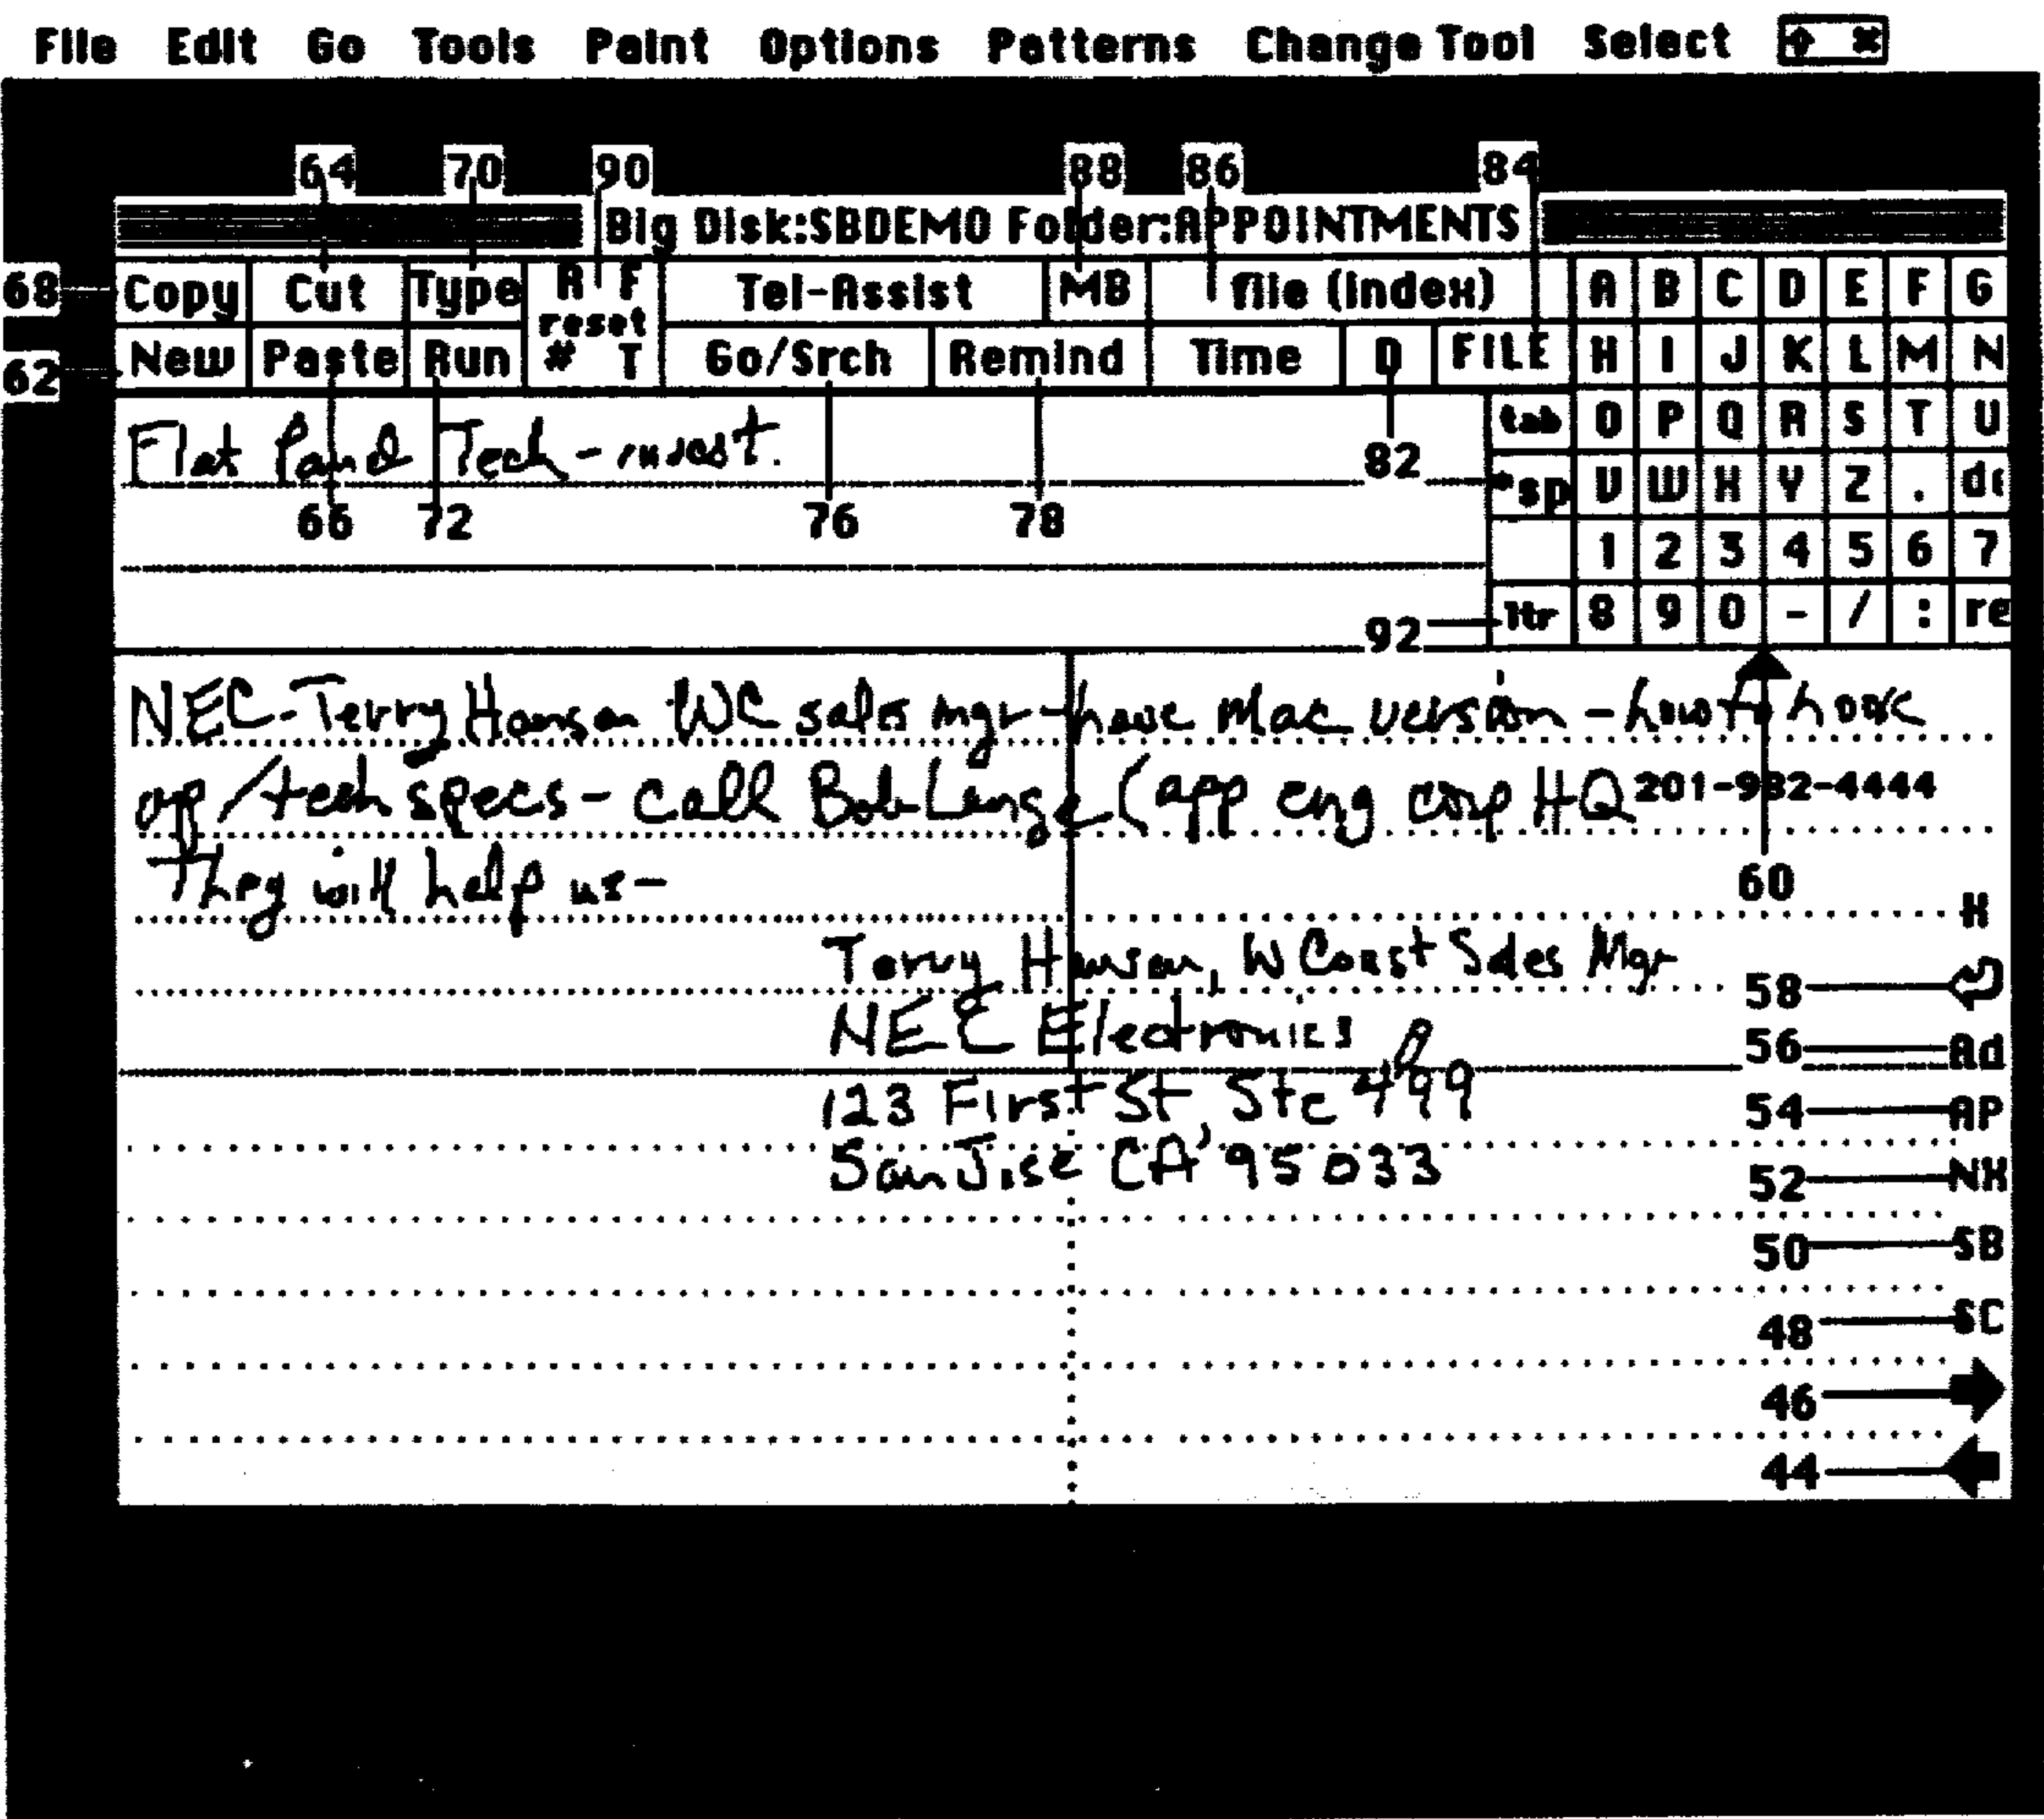 File Edit Go Tools Paint Options Patterns Change Tool Select
64 70 90 88 86 84
Big Disk:SBDEMO Folder:APPOINTMENTS
68 Copy Cut Type R F Tel-Assist MB file (index) A B C D E F G
reset
62 New Paste Run # T Go/Srch Remind Time D FILE H I J K L M N
Flat Panel Tech - invest. tab O P Q R S T U
82 *sp V W X Y Z . de
66 72 76 78
1 2 3 4 5 6 7
92 ltr 8 9 0 - / : re
NEC-Terry Hanson WC sales mgr-have Mac version - how to hook
up/tech specs - call Bob Lange (app eng corp HQ 201-982-4444
They will help us-
60
H
Terry Hanson, W Coast Sales Mgr
58
NEC Electronics
56 Ad
123 First St, Ste 499
54 AP
San Jose CA 95033
52 NX
50 SB
48 SC
46
44